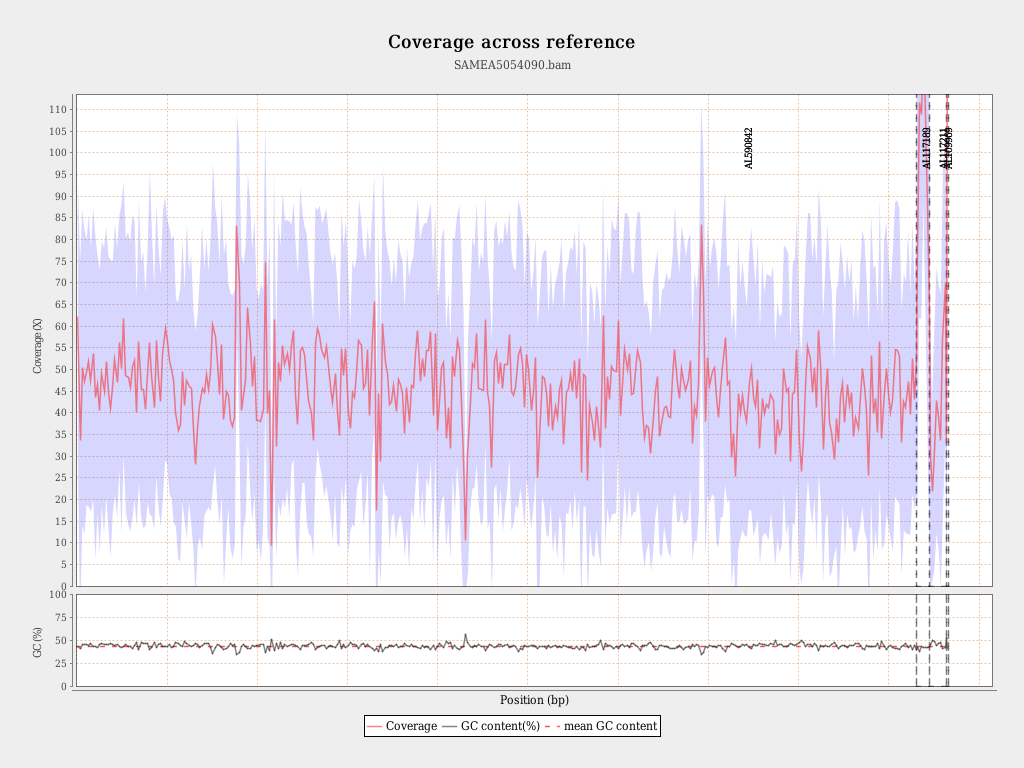 Coverage across reference
SAMEA5054090.bam
110
105
100
95
90
85
80
75
70
65
60
55
50
45
40
35
30
25
20
15
10
5
0
Coverage (X)
AL590842
AL117189
AL117211
AL109969
100
75
50
25
0
GC (%)
Position (bp)
Coverage GC content(%) mean GC content